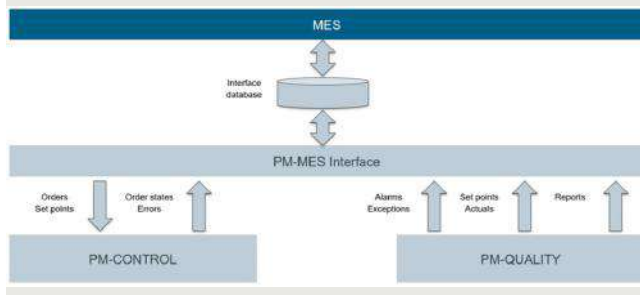 MES
Interface
database
PM-MES Interface
Orders
Set points
Order states
Errors
Alarms
Exceptions
Set points
Actuals
Reports
PM-CONTROL
PM-QUALITY